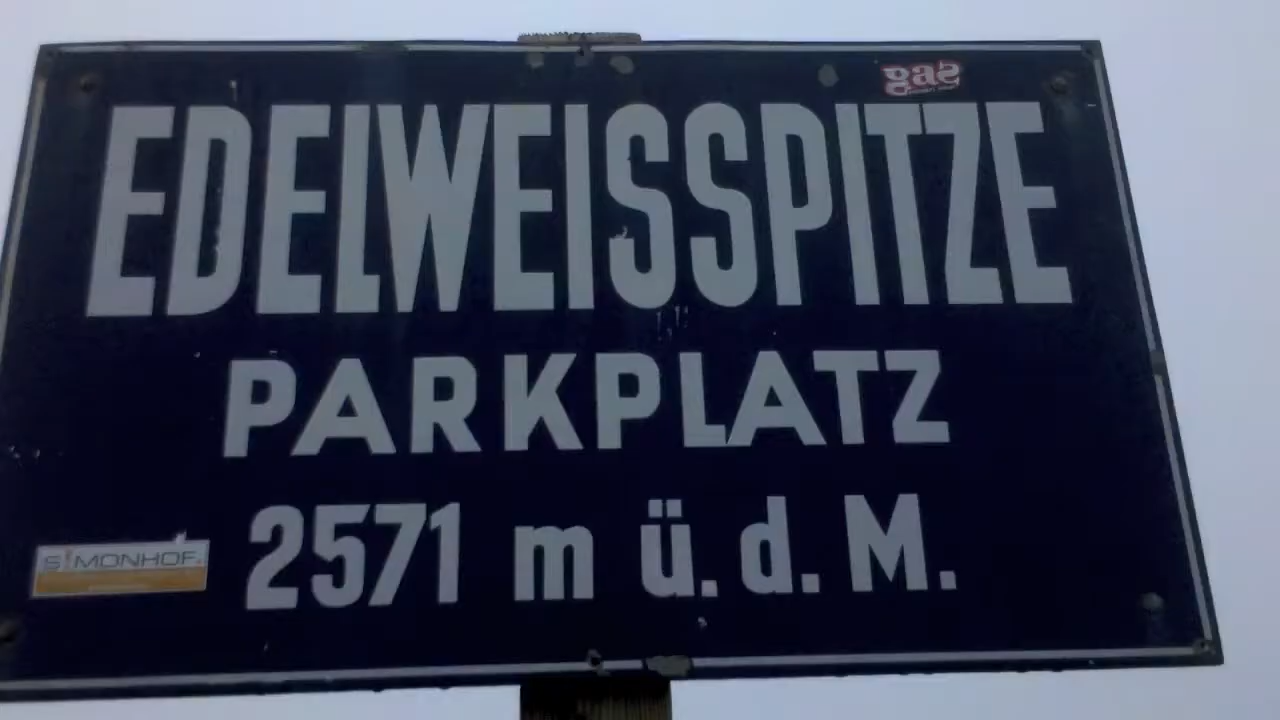 gas
EDELWEISSPITZE
PARKPLATZ
2571 m ü. d. M.
SIMONHOF